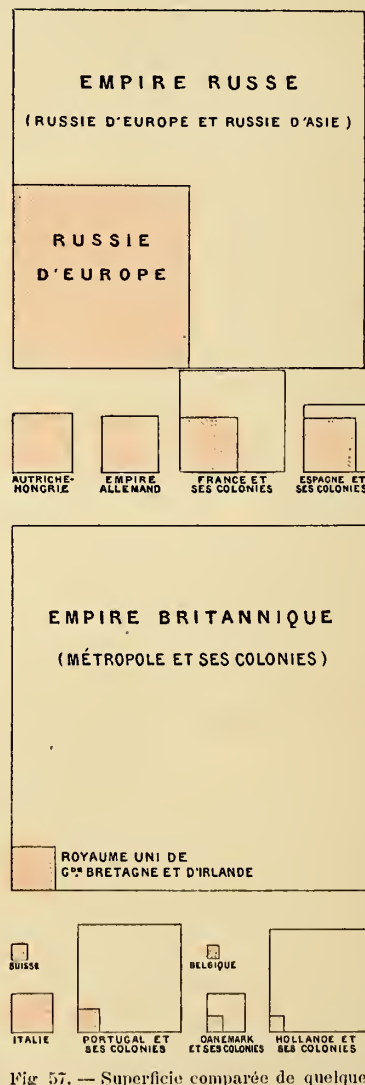 EMPIRE RUSSE
(RUSSIE D'EUROPE ET RUSSIE D'ASIE)
RUSSIE
D'EUROPE
AUTRICHE-
HONGRIE
EMPIRE
ALLEMAND
FRANCE ET
SES COLONIES
ESPAGNE ET
SES COLONIES
EMPIRE BRITANNIQUE
(MÉTROPOLE ET SES COLONIES)
ROYAUME UNI DE
GDE BRETAGNE ET D'IRLANDE
SUISSE
BELGIQUE
ITALIE
PORTUGAL ET
SES COLONIES
DANEMARK
ET SES COLONIES
HOLLANDE ET
SES COLONIES
Fig. 57. — Superficie comparée de quelque